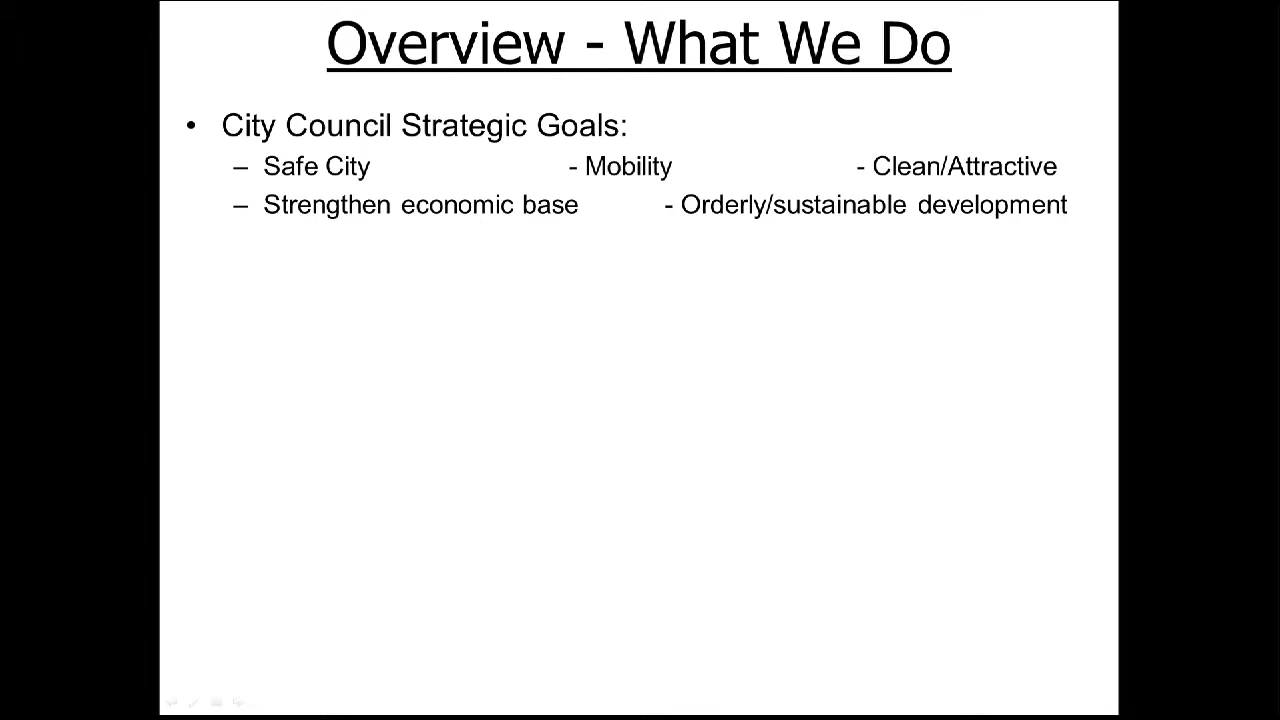 Overview - What We Do
• City Council Strategic Goals:
– Safe City - Mobility - Clean/Attractive
– Strengthen economic base - Orderly/sustainable development